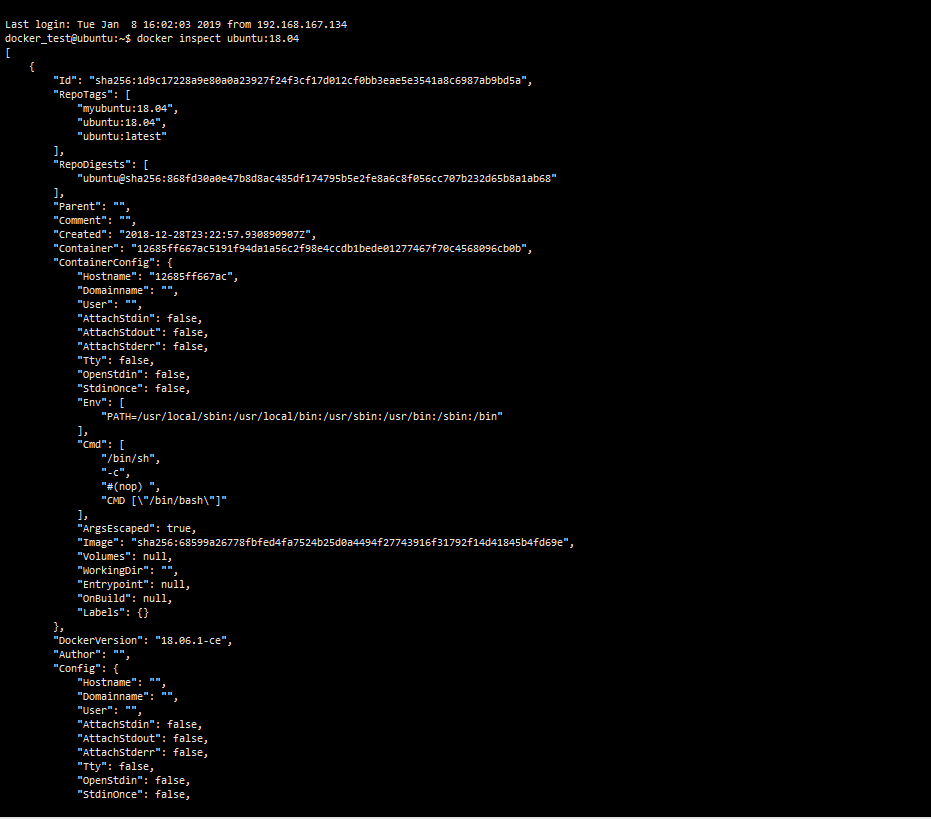 Last login: Tue Jan  8 16:02:03 2019 from 192.168.167.134
docker_test@ubuntu:~$ docker inspect ubuntu:18.04
[
    {
        "Id": "sha256:1d9c17228a9e80a0a23927f24f3cf17d012cf0bb3eae5e3541a8c6987ab9bd5a",
        "RepoTags": [
            "myubuntu:18.04",
            "ubuntu:18.04",
            "ubuntu:latest"
        ],
        "RepoDigests": [
            "ubuntu@sha256:868fd30a0e47b8d8ac485df174795b5e2fe8a6c8f056cc707b232d65b8a1ab68"
        ],
        "Parent": "",
        "Comment": "",
        "Created": "2018-12-28T23:22:57.930890907Z",
        "Container": "12685ff667ac5191f94da1a56c2f98e4ccdb1bede01277467f70c4568096cb0b",
        "ContainerConfig": {
            "Hostname": "12685ff667ac",
            "Domainname": "",
            "User": "",
            "AttachStdin": false,
            "AttachStdout": false,
            "AttachStderr": false,
            "Tty": false,
            "OpenStdin": false,
            "StdinOnce": false,
            "Env": [
                "PATH=/usr/local/sbin:/usr/local/bin:/usr/sbin:/usr/bin:/sbin:/bin"
            ],
            "Cmd": [
                "/bin/sh",
                "-c",
                "#(nop) ",
                "CMD [\"/bin/bash\"]"
            ],
            "ArgsEscaped": true,
            "Image": "sha256:68599a26778fbfed4fa7524b25d0a4494f27743916f31792f14d41845b4fd69e",
            "Volumes": null,
            "WorkingDir": "",
            "Entrypoint": null,
            "OnBuild": null,
            "Labels": {}
        },
        "DockerVersion": "18.06.1-ce",
        "Author": "",
        "Config": {
            "Hostname": "",
            "Domainname": "",
            "User": "",
            "AttachStdin": false,
            "AttachStdout": false,
            "AttachStderr": false,
            "Tty": false,
            "OpenStdin": false,
            "StdinOnce": false,